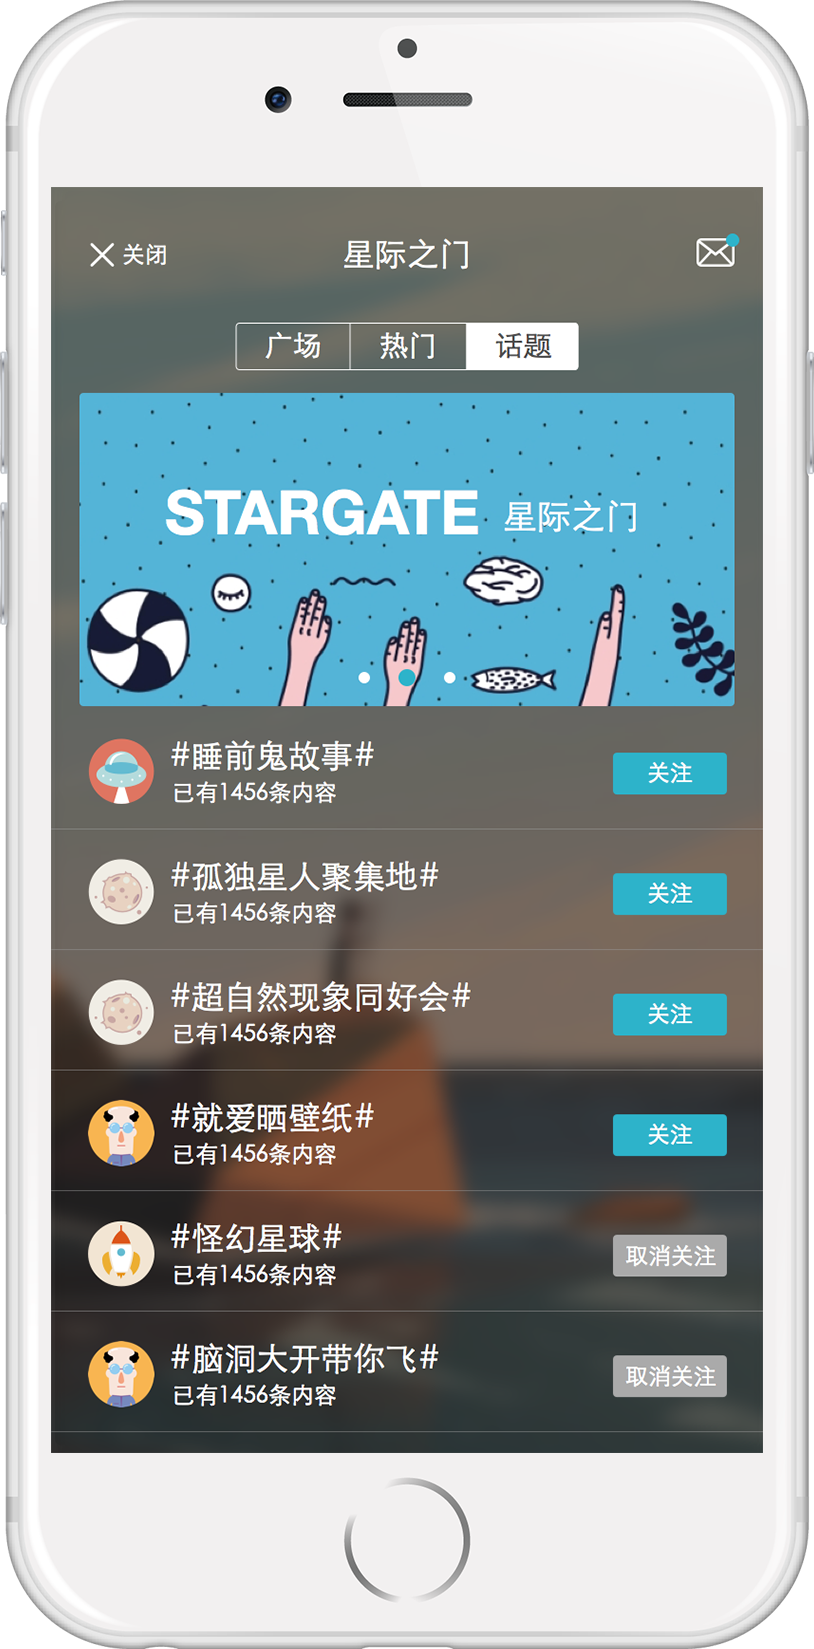 关闭
星际之门
广场 热门 话题
STARGATE 星际之门
#睡前鬼故事#
已有1456条内容
关注
#孤独星人聚集地#
已有1456条内容
关注
#超自然现象同好会#
已有1456条内容
关注
#就爱晒壁纸#
已有1456条内容
关注
#怪幻星球#
已有1456条内容
取消关注
#脑洞大开带你飞#
已有1456条内容
取消关注